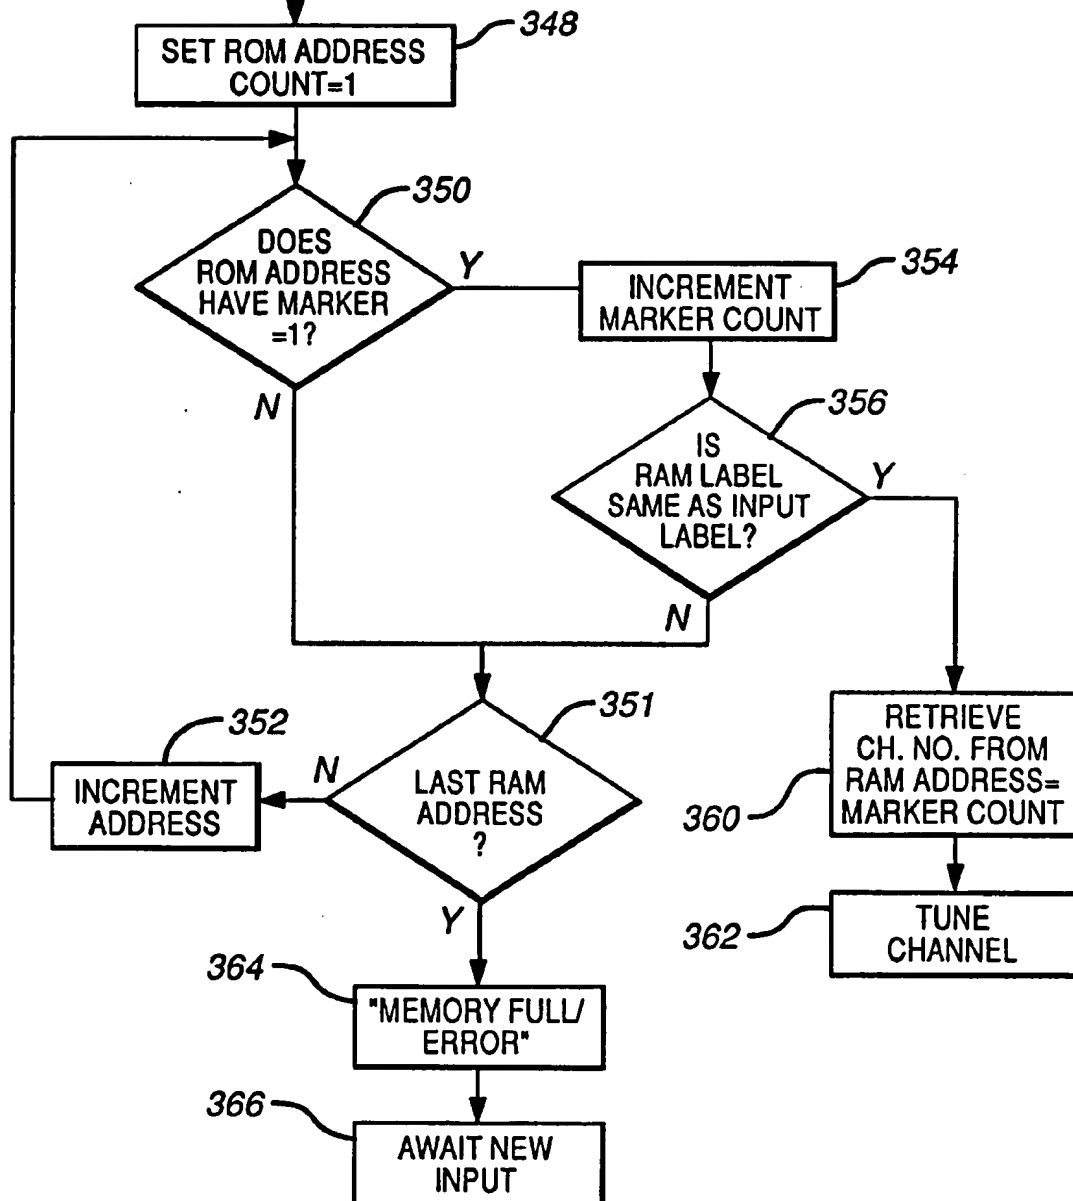 348
SET ROM ADDRESS
COUNT=1
350
DOES
ROM ADDRESS
HAVE MARKER
=1?
Y
N
354
INCREMENT
MARKER COUNT
356
IS
RAM LABEL
SAME AS INPUT
LABEL?
Y
N
351
LAST RAM
ADDRESS
?
N
Y
352
INCREMENT
ADDRESS
360
RETRIEVE
CH. NO. FROM
RAM ADDRESS=
MARKER COUNT
362
TUNE
CHANNEL
364
"MEMORY FULL/
ERROR"
366
AWAIT NEW
INPUT